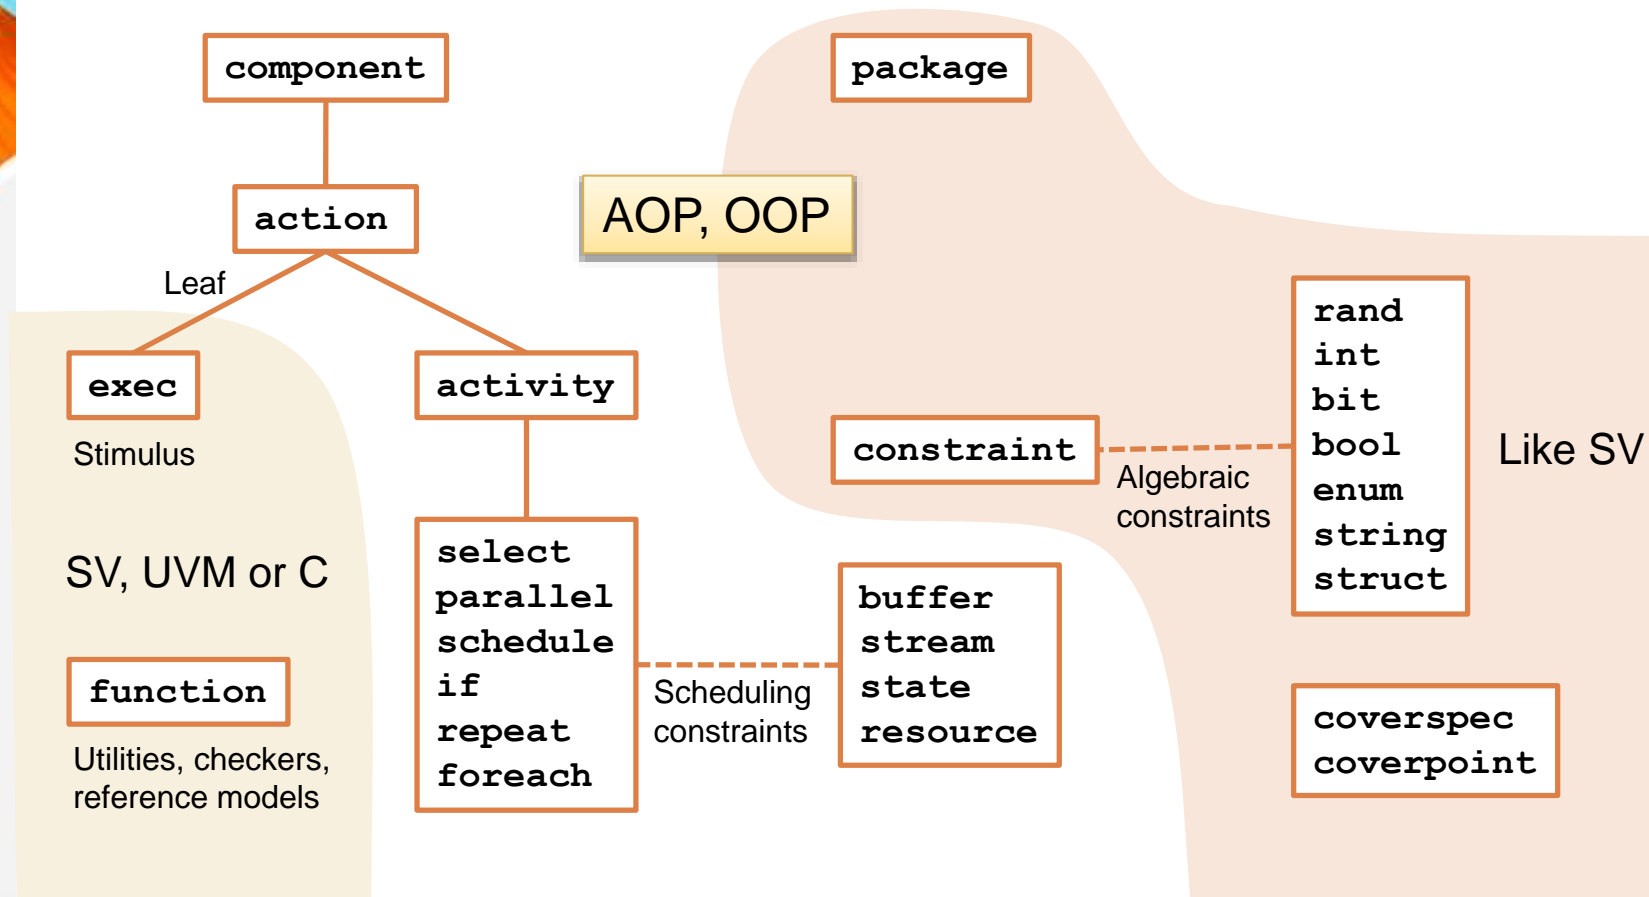 component
package
action
AOP, OOP
Leaf
exec
activity
Stimulus
constraint
Algebraic
constraints
rand
int
bit
bool
enum
string
struct
Like SV
SV, UVM or C
select
parallel
schedule
if
repeat
foreach
Scheduling
constraints
buffer
stream
state
resource
function
Utilities, checkers,
reference models
coverspec
coverpoint